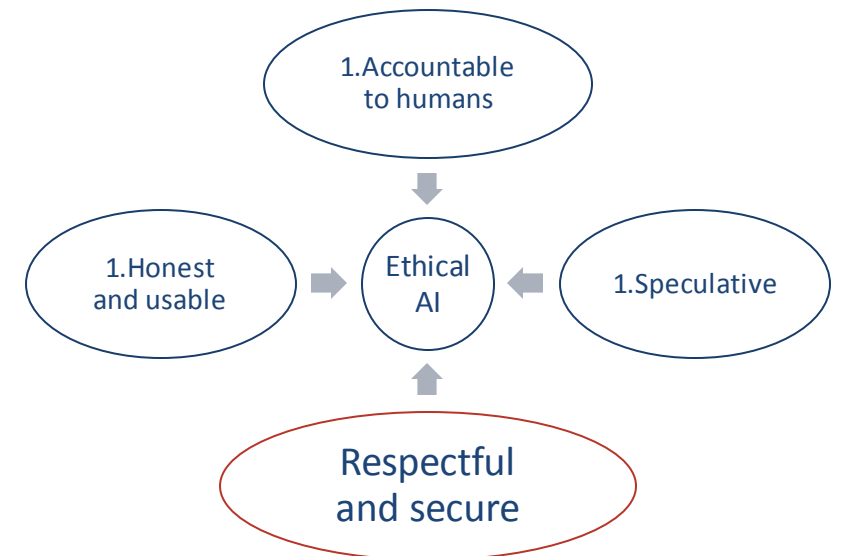 1.Accountable
to humans
1.Honest
and usable
Ethical
AI
1.Speculative
Respectful
and secure